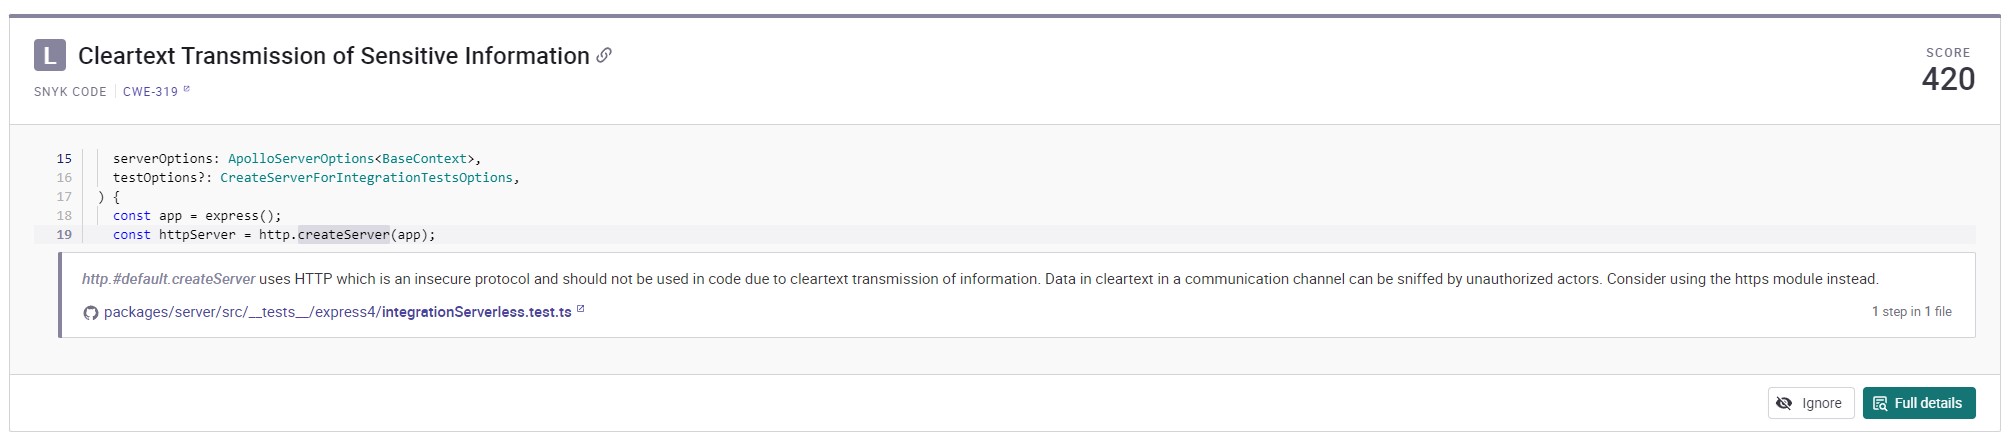 L Cleartext Transmission of Sensitive Information
SCORE
420
SNYK CODE CWE-319
15 serverOptions: ApolloServerOptions<BaseContext>,
16 testOptions?: CreateServerForIntegrationTestsOptions,
17 ) {
18 const app = express();
19 const httpServer = http.createServer(app);
http.#default.createServer uses HTTP which is an insecure protocol and should not be used in code due to cleartext transmission of information. Data in cleartext in a communication channel can be sniffed by unauthorized actors. Consider using the https module instead.
packages/server/src/__tests__/express4/integrationServerless.test.ts
1 step in 1 file
Ignore
Full details